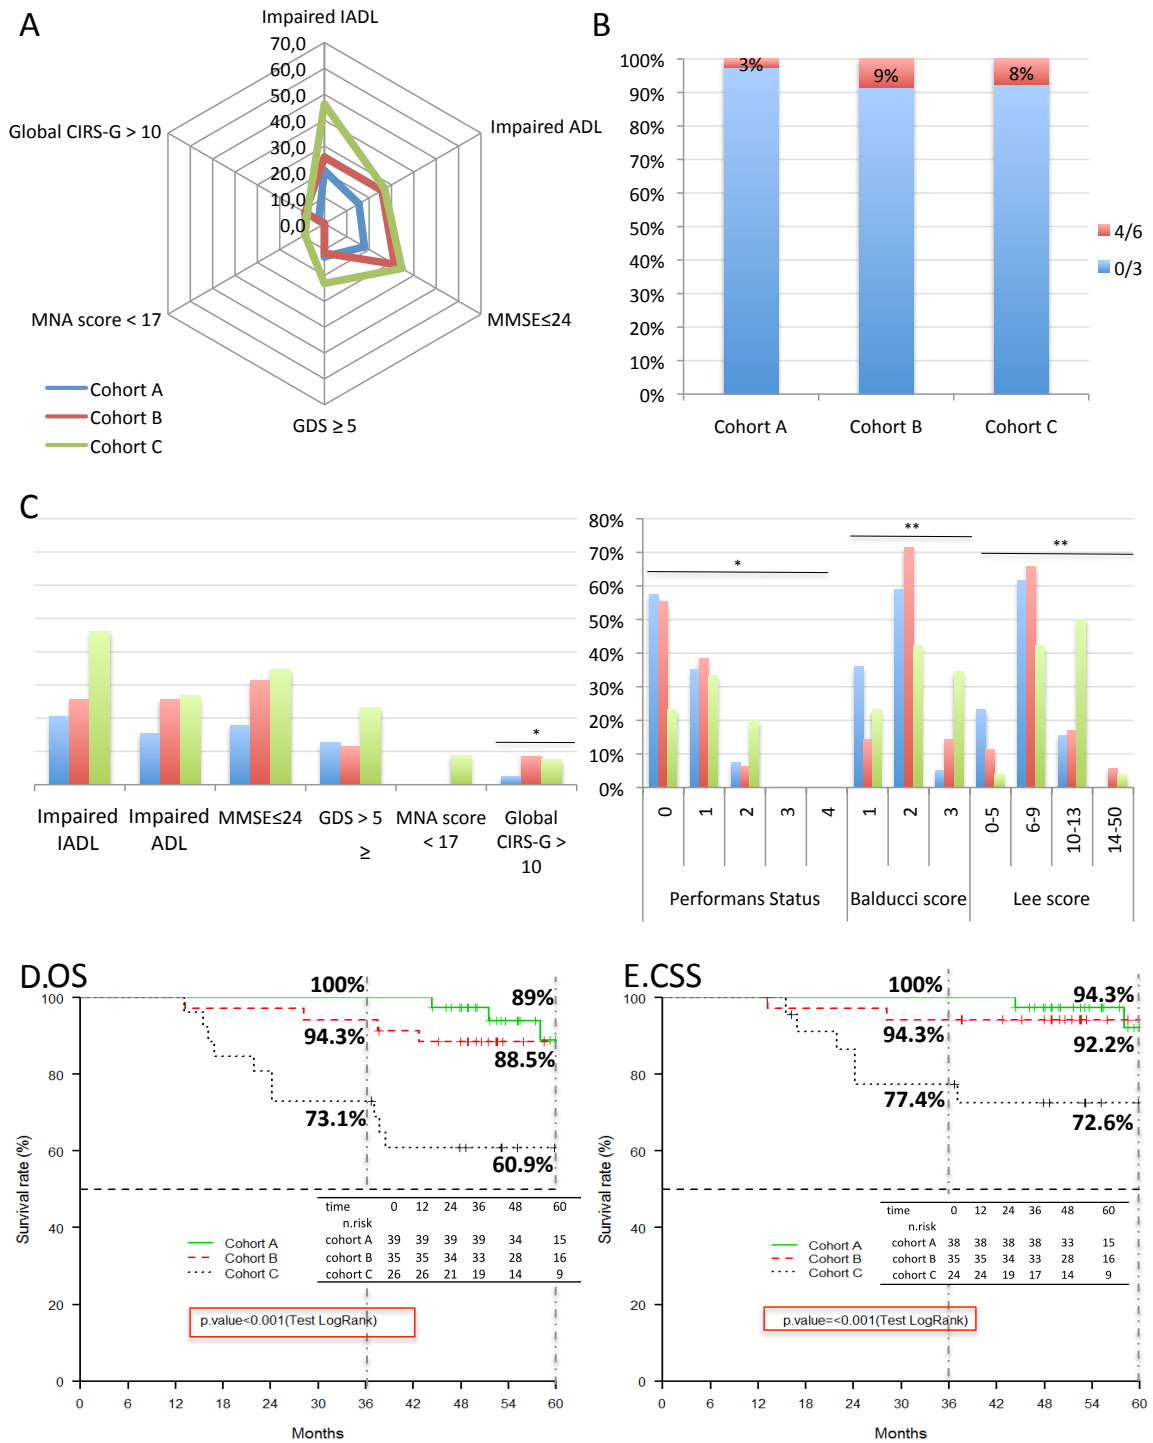 A
Impaired IADL
70,0
60,0
50,0
40,0
30,0
20,0
10,0
0,0
Global CIRS-G > 10
Impaired ADL
MNA score < 17
MMSE≤24
GDS ≥ 5
Cohort A
Cohort B
Cohort C
B
100%
90%
80%
70%
60%
50%
40%
30%
20%
10%
0%
3%
9%
8%
4/6
0/3
Cohort A
Cohort B
Cohort C
C
*
Impaired IADL
Impaired ADL
MMSE≤24
GDS > 5
≥
MNA score
< 17
Global
CIRS-G >
10
80%
70%
60%
50%
40%
30%
20%
10%
0%
*
**
**
0 1 2 3 4
1 2 3
0-5 6-9 10-13 14-50
Performans Status
Balducci score
Lee score
D.OS
Survival rate (%)
100
80
60
40
20
0
100%
89%
94.3%
88.5%
73.1%
60.9%
time 0 12 24 36 48 60
n.risk
cohort A 39 39 39 39 34 15
cohort B 35 35 34 33 28 16
cohort C 26 26 21 19 14 9
Cohort A
Cohort B
Cohort C
p.value<0.001(Test LogRank)
0 6 12 18 24 30 36 42 48 54 60
Months
E.CSS
Survival rate (%)
100
80
60
40
20
0
100%
94.3%
94.3%
92.2%
77.4%
72.6%
time 0 12 24 36 48 60
n.risk
cohort A 38 38 38 38 33 15
cohort B 35 35 34 33 28 16
cohort C 24 24 19 17 14 9
Cohort A
Cohort B
Cohort C
p.value=<0.001(Test LogRank)
0 6 12 18 24 30 36 42 48 54 60
Months